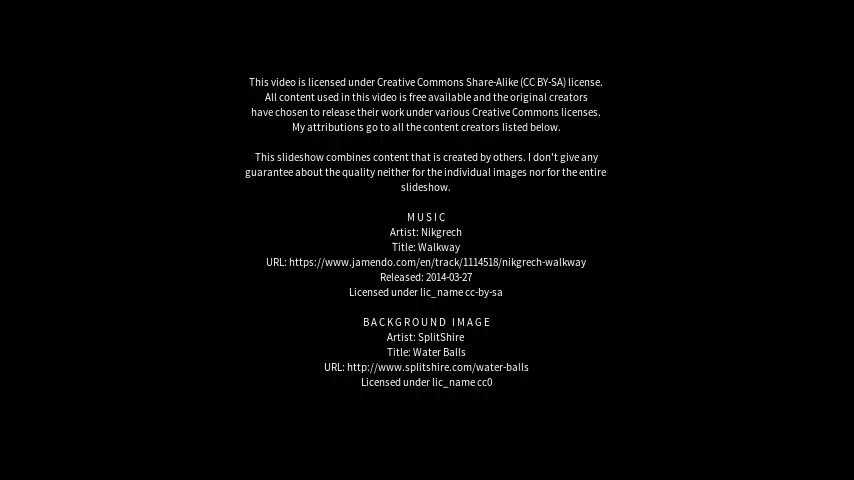 This video is licensed under Creative Commons Share-Alike (CC BY-SA) license.
All content used in this video is free available and the original creators
have chosen to release their work under various Creative Commons licenses.
My attributions go to all the content creators listed below.
This slideshow combines content that is created by others. I don't give any
guarantee about the quality neither for the individual images nor for the entire
slideshow.
MUSIC
Artist: Nikgrech
Title: Walkway
URL: https://www.jamendo.com/en/track/1114518/nikgrech-walkway
Released: 2014-03-27
Licensed under lic_name cc-by-sa
BACKGROUND IMAGE
Artist: SplitShire
Title: Water Balls
URL: http://www.splitshire.com/water-balls
Licensed under lic_name cc0